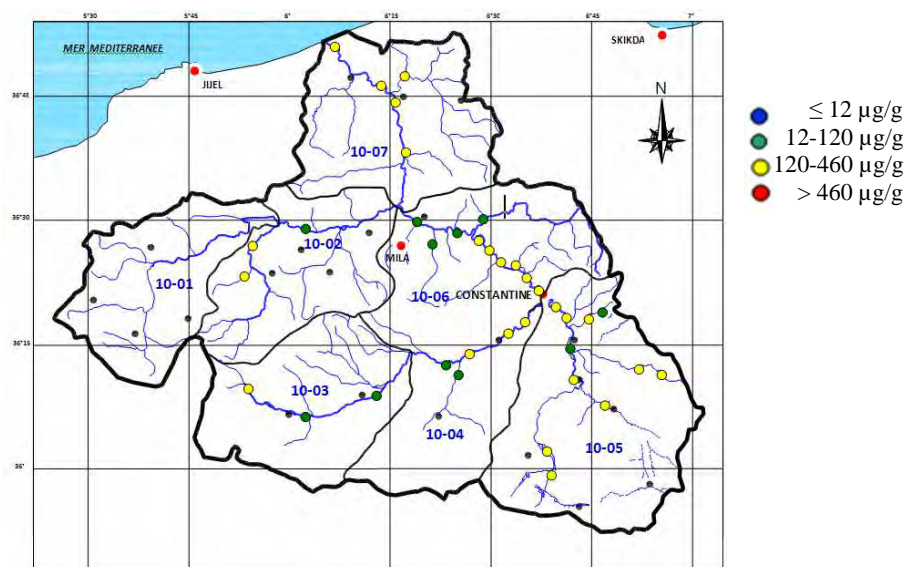 5°30 5°45 6° 6°15 6°30 6°45 7°
SKIKDA
MER MEDITERRANEE
JIJEL
36°45
N
≤ 12 µg/g
12-120 µg/g
120-460 µg/g
> 460 µg/g
10-07
36°30
10-02
MILA
10-01
10-06
CONSTANTINE
36°15
10-03
10-04
10-05
36°